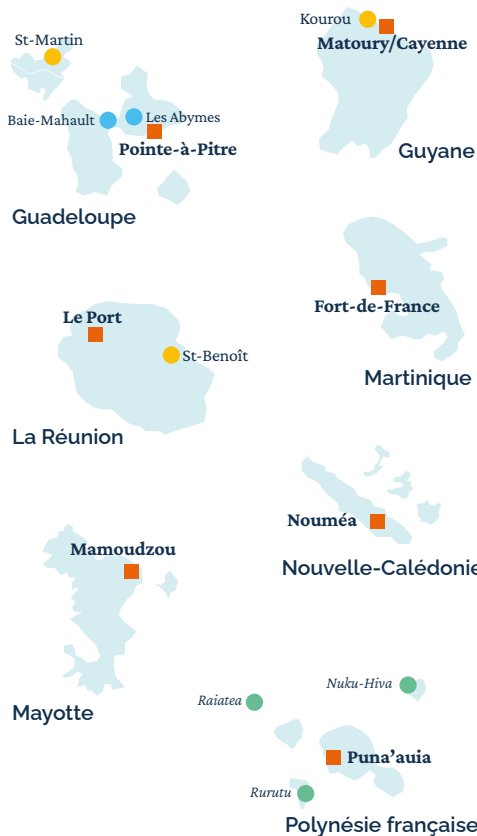 St-Martin
Baie-Mahault
Les Abymes
Pointe-à-Pitre
Guadeloupe
Kourou
Matoury/Cayenne
Guyane
Le Port
St-Benoît
La Réunion
Fort-de-France
Martinique
Nouméa
Nouvelle-Calédonie
Mamoudzou
Mayotte
Raiatea
Nuku-Hiva
Puna’auia
Rurutu
Polynésie française